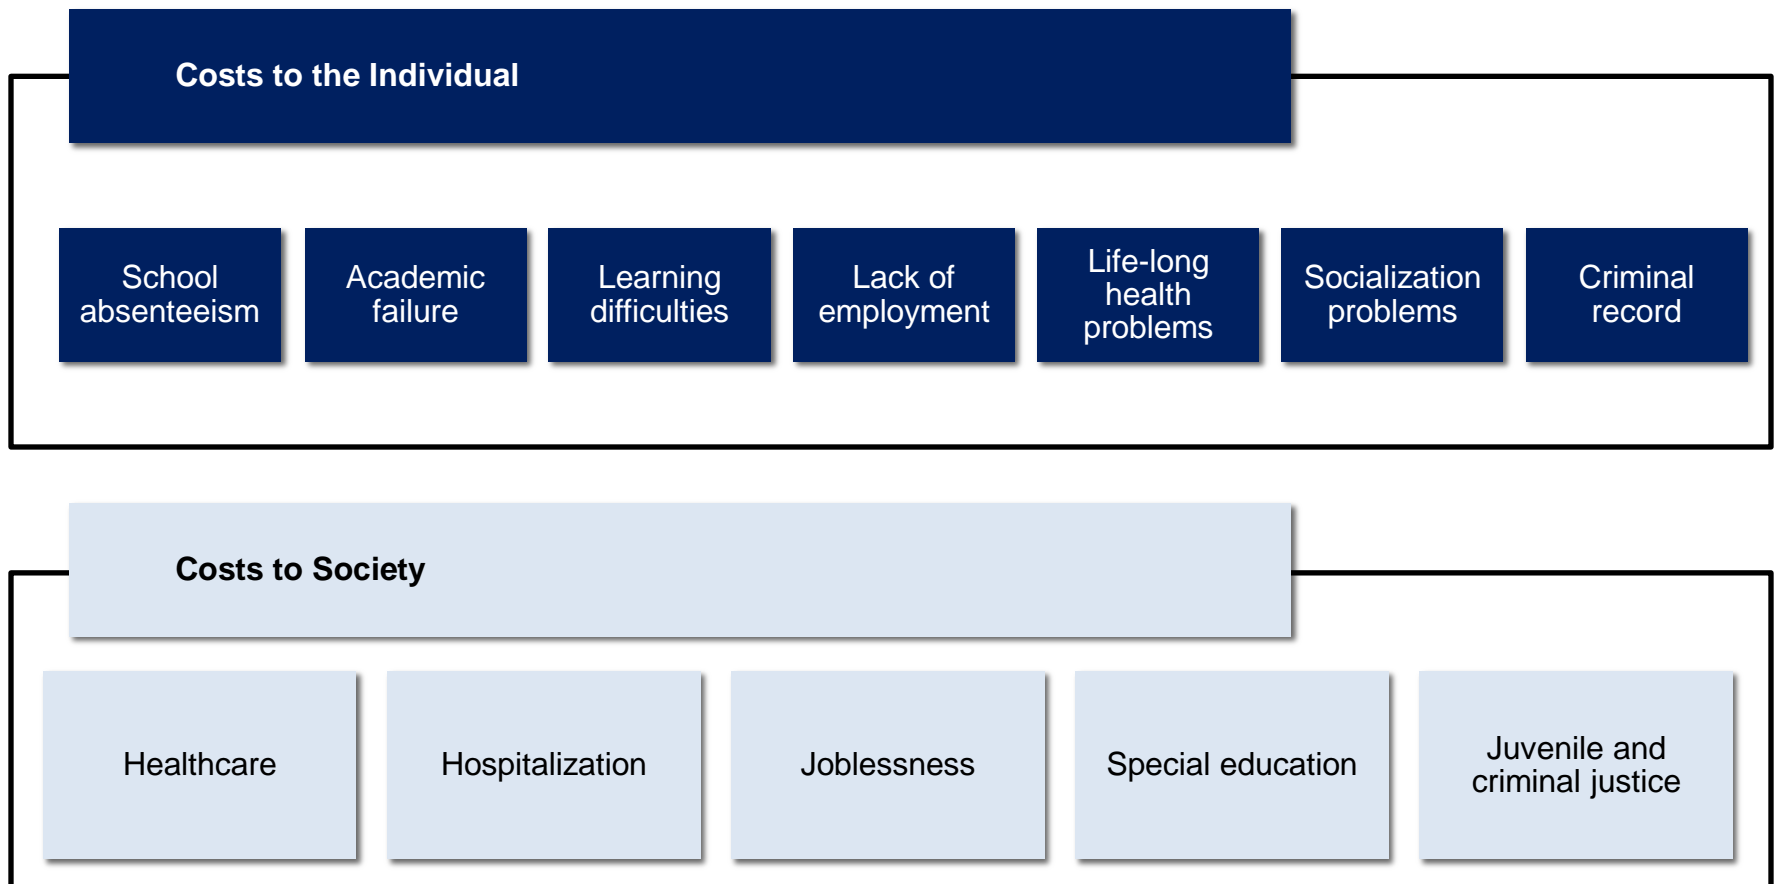 Costs to the Individual
School
absenteeism
Academic
failure
Learning
difficulties
Lack of
employment
Life-long
health
problems
Socialization
problems
Criminal
record
Costs to Society
Healthcare
Hospitalization
Joblessness
Special education
Juvenile and
criminal justice